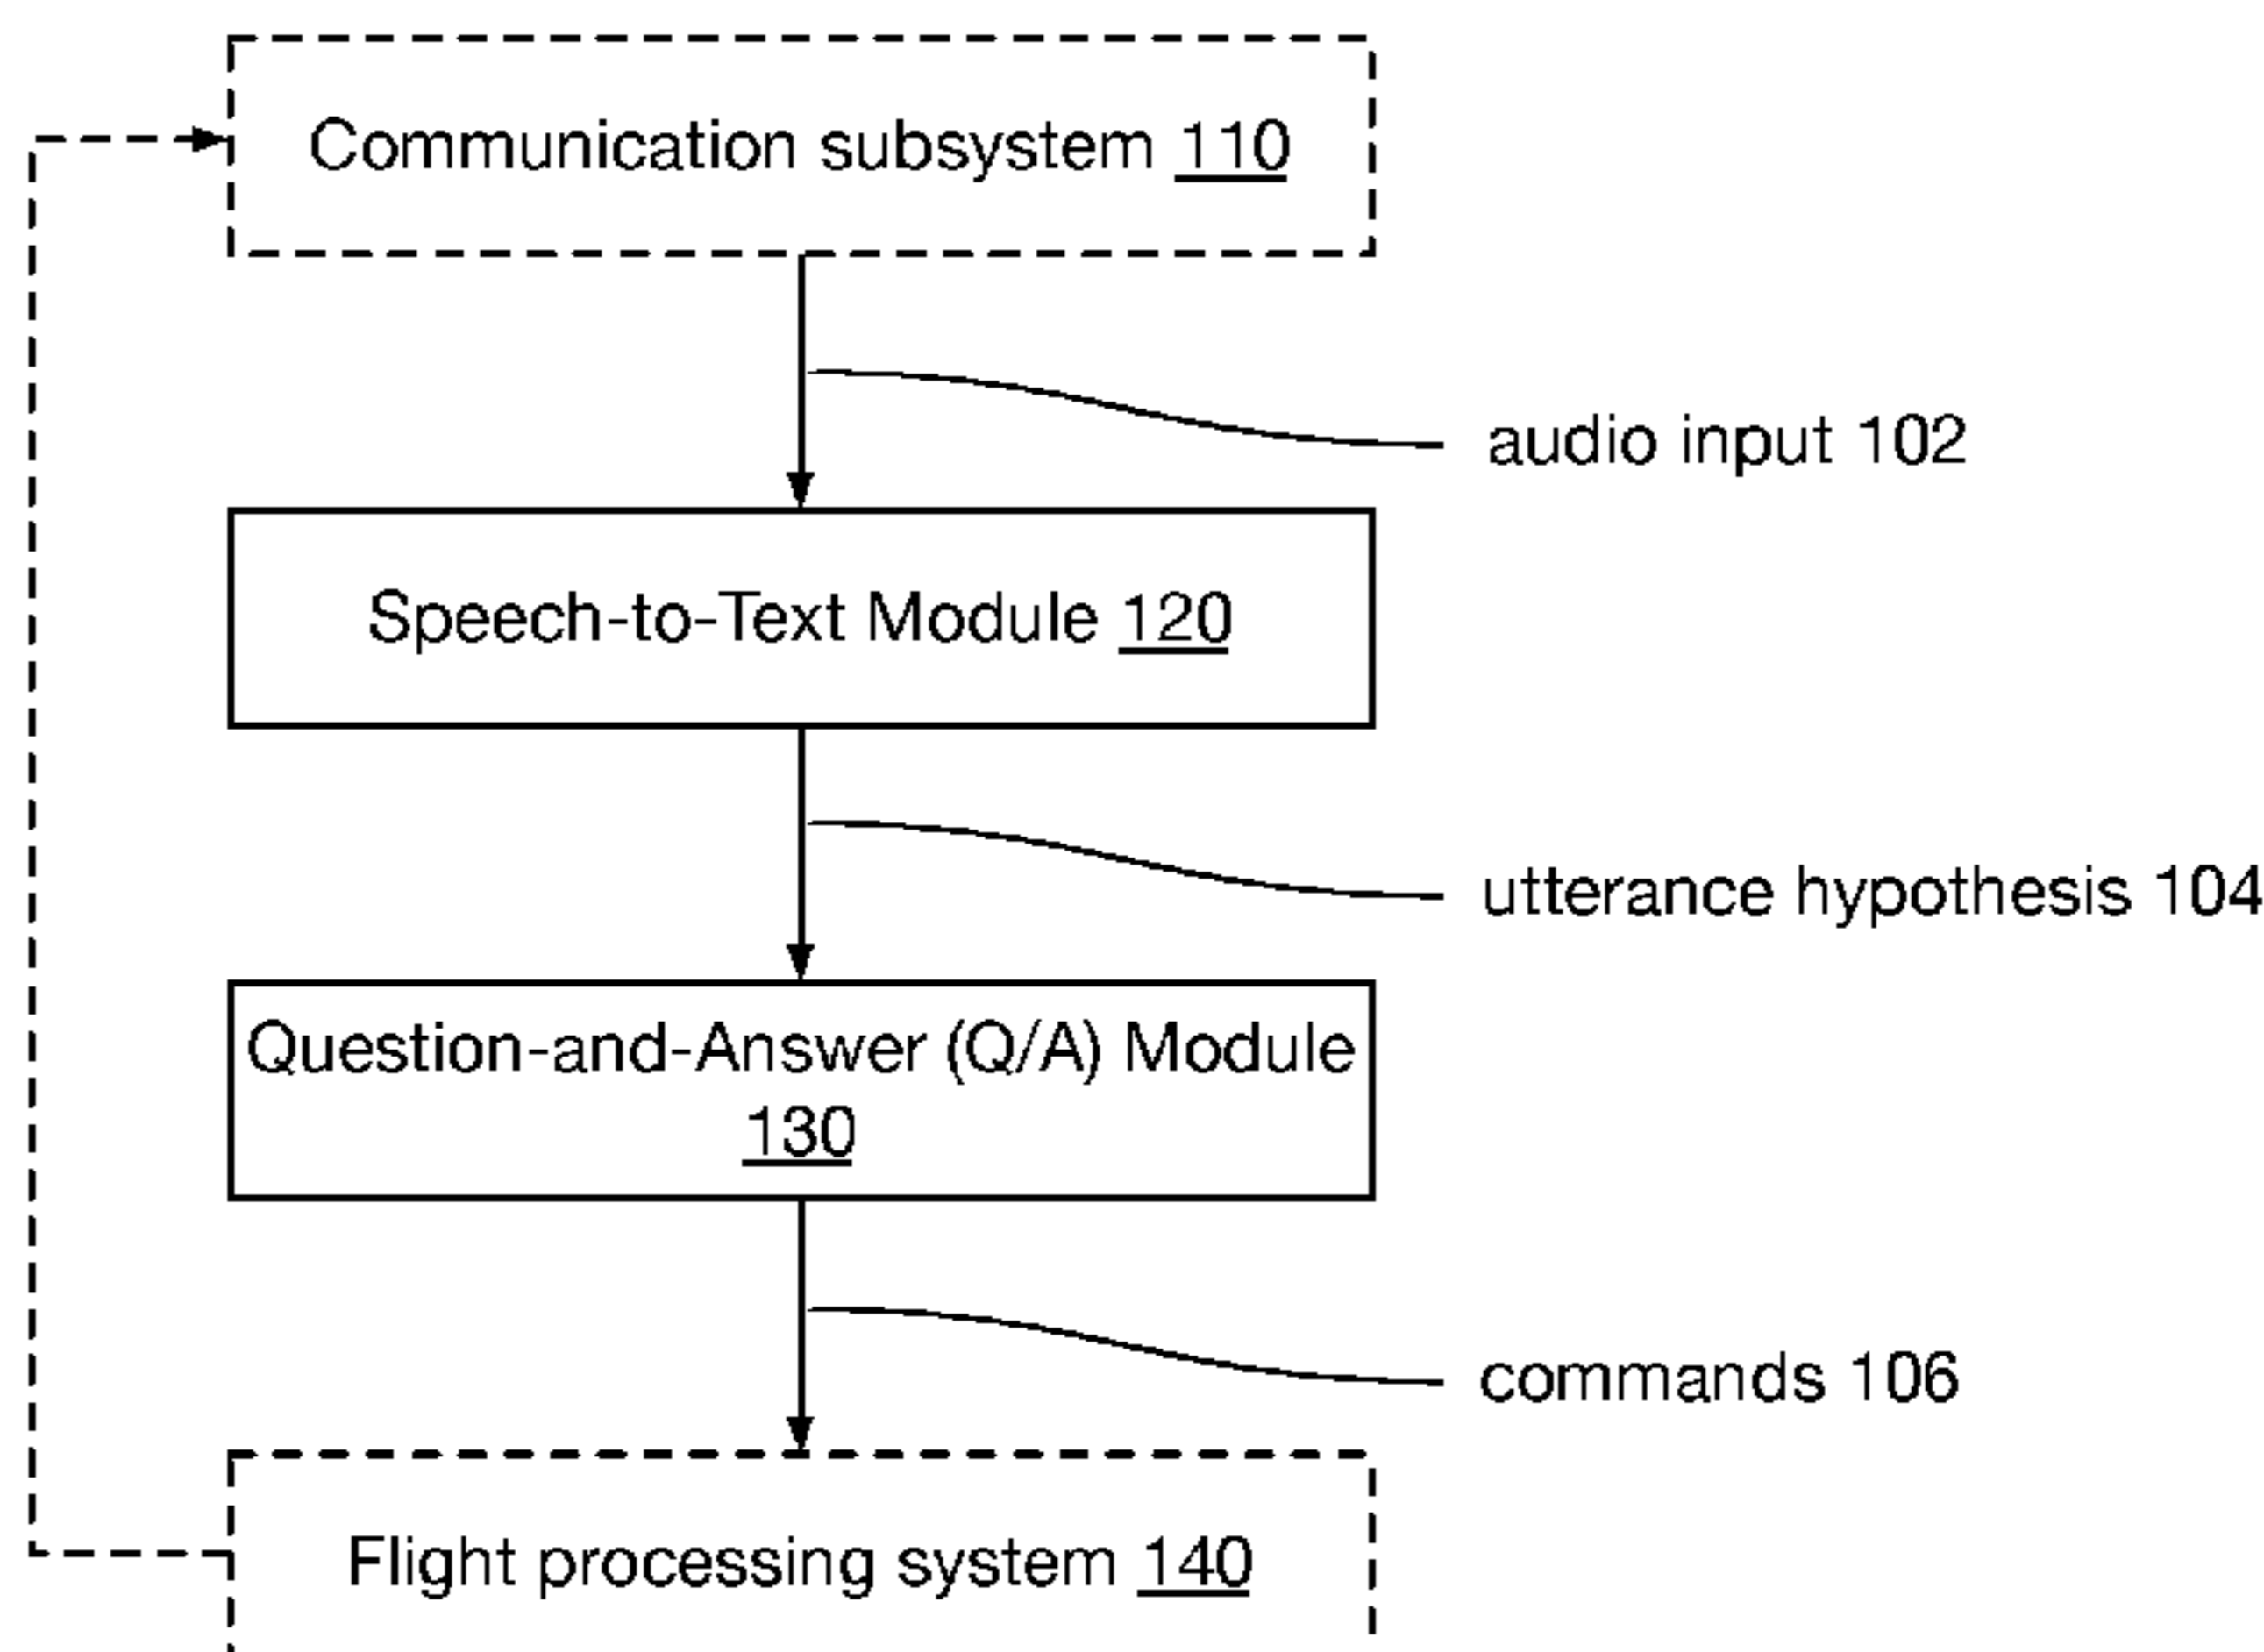 Communication subsystem 110
audio input 102
Speech-to-Text Module 120
utterance hypothesis 104
Question-and-Answer (Q/A) Module
130
commands 106
Flight processing system 140